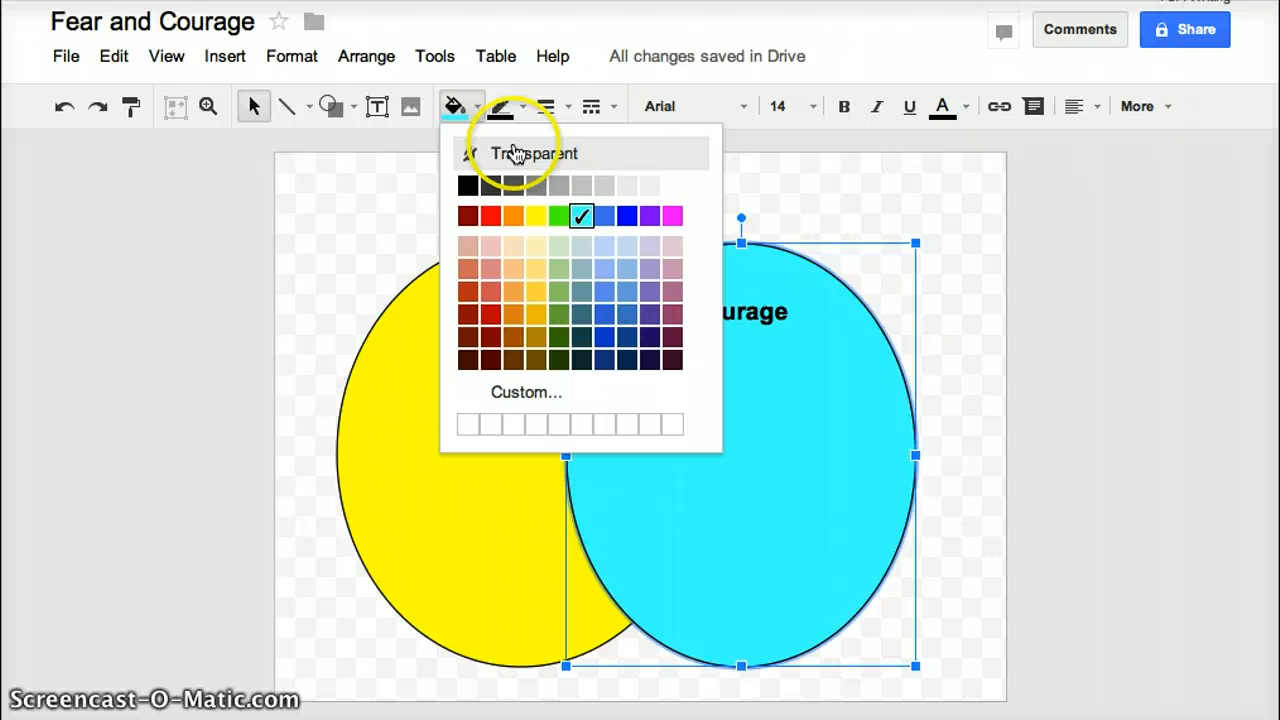 Fear and Courage
File Edit View Insert Format Arrange Tools Table Help All changes saved in Drive
Comments
Share
Arial 14 B I U A More
Transparent
urage
Custom...
Screencast-O-Matic.com